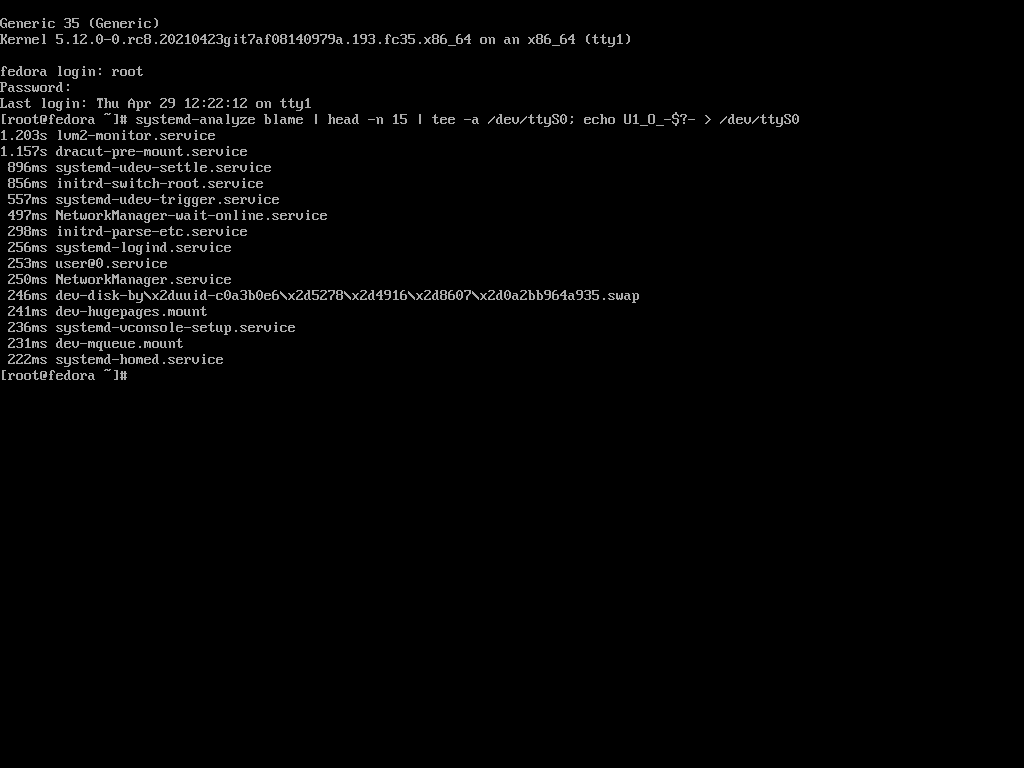 Generic 35 (Generic)
Kernel 5.12.0-0.rc8.20210423git7af08140979a.193.fc35.x86_64 on an x86_64 (tty1)
fedora login: root
Password:
Last login: Thu Apr 29 12:22:12 on tty1
[root@fedora ~]# systemd-analyze blame | head -n 15 | tee -a /dev/ttyS0; echo U1_O_-$?- > /dev/ttyS0
1.203s lvm2-monitor.service
1.157s dracut-pre-mount.service
 896ms systemd-udev-settle.service
 856ms initrd-switch-root.service
 557ms systemd-udev-trigger.service
 497ms NetworkManager-wait-online.service
 298ms initrd-parse-etc.service
 256ms systemd-logind.service
 253ms user@0.service
 250ms NetworkManager.service
 246ms dev-disk-by\x2duuid-c0a3b0e6\x2d5278\x2d4916\x2d8607\x2d0a2bb964a935.swap
 241ms dev-hugepages.mount
 236ms systemd-vconsole-setup.service
 231ms dev-mqueue.mount
 222ms systemd-homed.service
[root@fedora ~]#